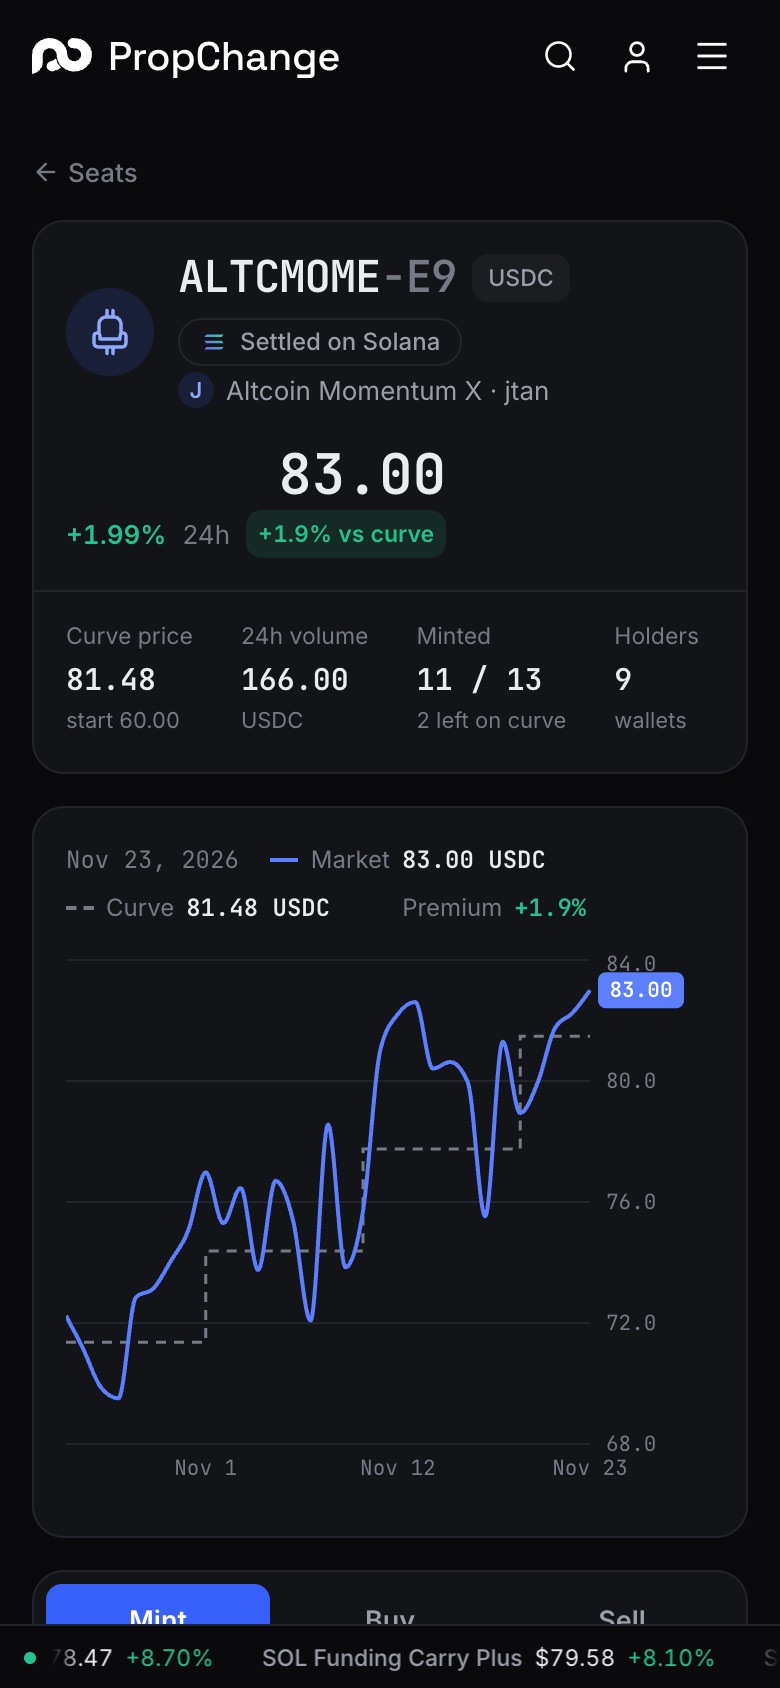 PropChange
Seats
ALTCMOME-E9 USDC
Settled on Solana
J Altcoin Momentum X · jtan
83.00
+1.99% 24h +1.9% vs curve
Curve price 24h volume Minted Holders
81.48 166.00 11 / 13 9
start 60.00 USDC 2 left on curve wallets
Nov 23, 2026 Market 83.00 USDC
Curve 81.48 USDC Premium +1.9%
84.0
83.00
80.0
76.0
72.0
68.0
Nov 1 Nov 12 Nov 23
Mint Buy Sell
78.47 +8.70% SOL Funding Carry Plus $79.58 +8.10% S